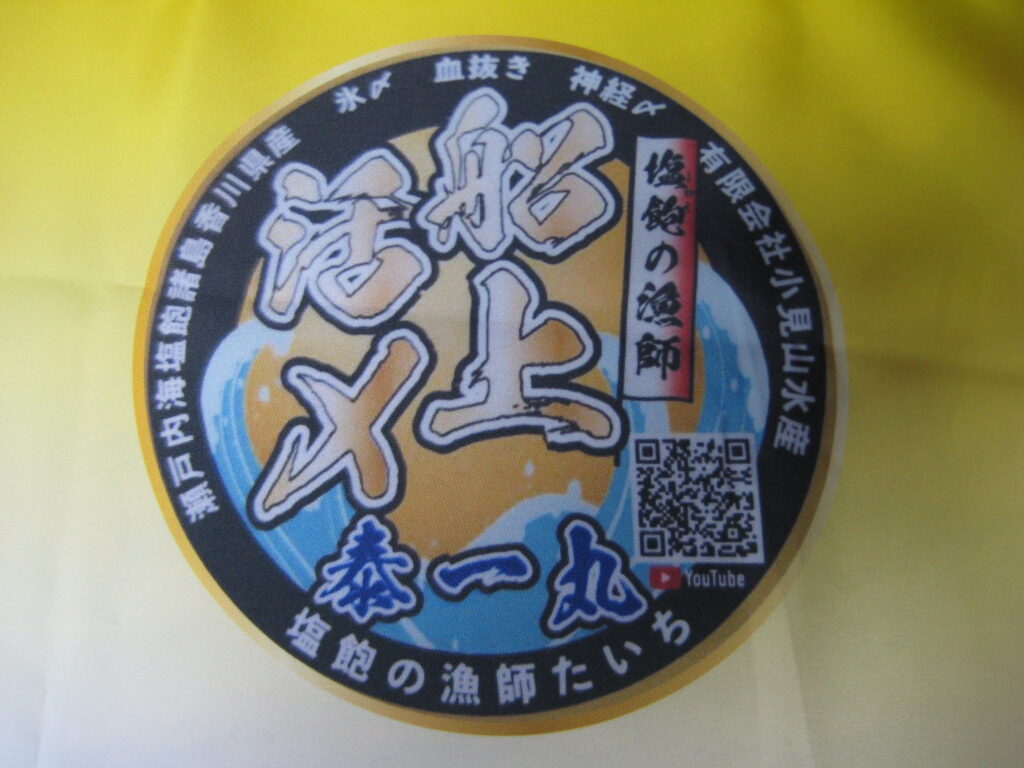 氷〆 血抜き 神経〆
瀬戸内海塩飽諸島香川県産
有限会社小見山水産
塩飽の漁師
船上
活〆
泰一丸
YouTube
塩飽の漁師たいち